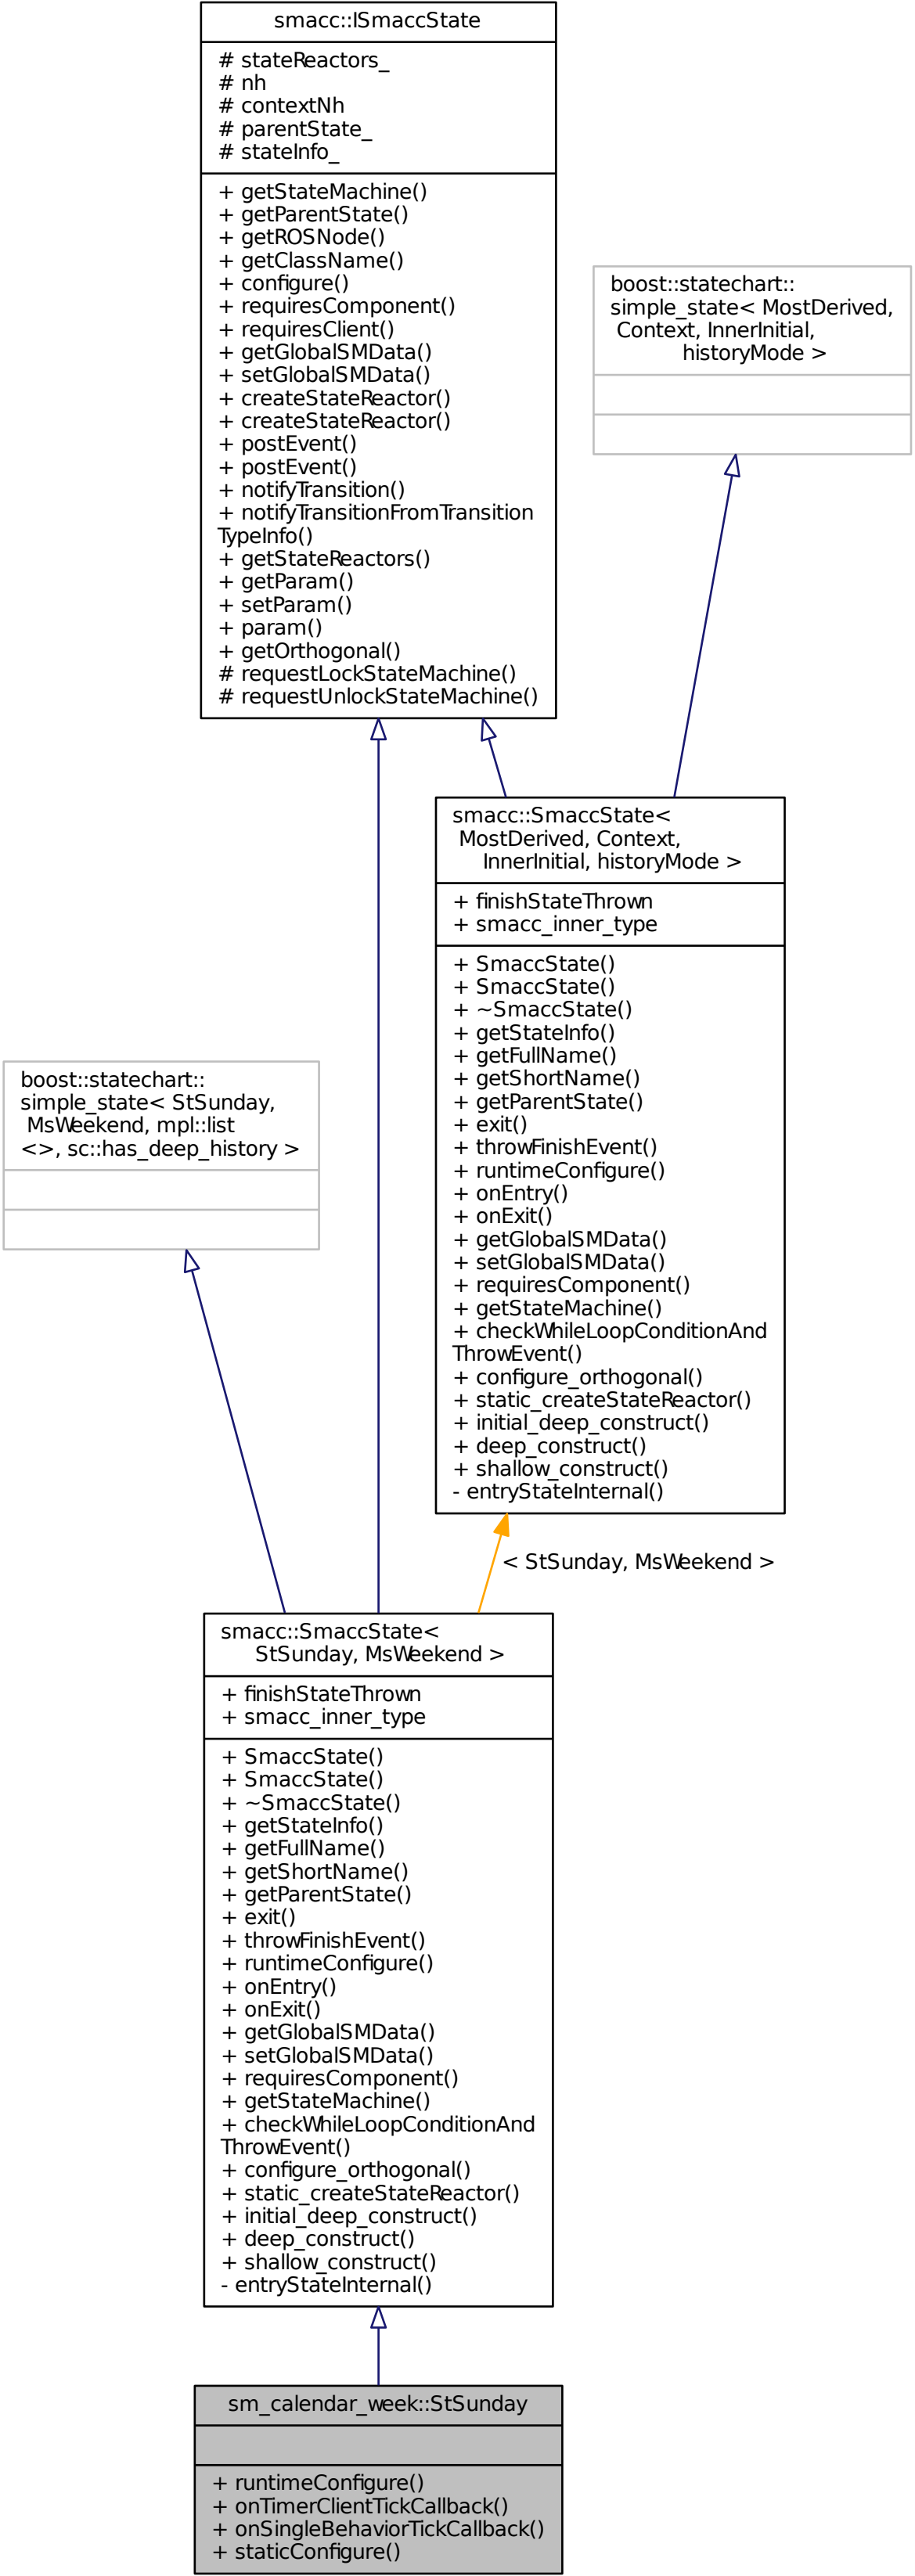 smacc::ISmaccState
# stateReactors_
# nh
# contextNh
# parentState_
# stateInfo_
+ getStateMachine()
+ getParentState()
+ getROSNode()
+ getClassName()
+ configure()
+ requiresComponent()
+ requiresClient()
+ getGlobalSMData()
+ setGlobalSMData()
+ createStateReactor()
+ createStateReactor()
+ postEvent()
+ postEvent()
+ notifyTransition()
+ notifyTransitionFromTransition
TypeInfo()
+ getStateReactors()
+ getParam()
+ setParam()
+ param()
+ getOrthogonal()
# requestLockStateMachine()
# requestUnlockStateMachine()
boost::statechart::
simple_state< MostDerived,
Context, InnerInitial,
historyMode >
smacc::SmaccState<
MostDerived, Context,
InnerInitial, historyMode >
+ finishStateThrown
+ smacc_inner_type
+ SmaccState()
+ SmaccState()
+ ~SmaccState()
+ getStateInfo()
+ getFullName()
+ getShortName()
+ getParentState()
+ exit()
+ throwFinishEvent()
+ runtimeConfigure()
+ onEntry()
+ onExit()
+ getGlobalSMData()
+ setGlobalSMData()
+ requiresComponent()
+ getStateMachine()
+ checkWhileLoopConditionAnd
ThrowEvent()
+ configure_orthogonal()
+ static_createStateReactor()
+ initial_deep_construct()
+ deep_construct()
+ shallow_construct()
- entryStateInternal()
boost::statechart::
simple_state< StSunday,
MsWeekend, mpl::list
<>, sc::has_deep_history >
< StSunday, MsWeekend >
smacc::SmaccState<
StSunday, MsWeekend >
+ finishStateThrown
+ smacc_inner_type
+ SmaccState()
+ SmaccState()
+ ~SmaccState()
+ getStateInfo()
+ getFullName()
+ getShortName()
+ getParentState()
+ exit()
+ throwFinishEvent()
+ runtimeConfigure()
+ onEntry()
+ onExit()
+ getGlobalSMData()
+ setGlobalSMData()
+ requiresComponent()
+ getStateMachine()
+ checkWhileLoopConditionAnd
ThrowEvent()
+ configure_orthogonal()
+ static_createStateReactor()
+ initial_deep_construct()
+ deep_construct()
+ shallow_construct()
- entryStateInternal()
sm_calendar_week::StSunday
+ runtimeConfigure()
+ onTimerClientTickCallback()
+ onSingleBehaviorTickCallback()
+ staticConfigure()